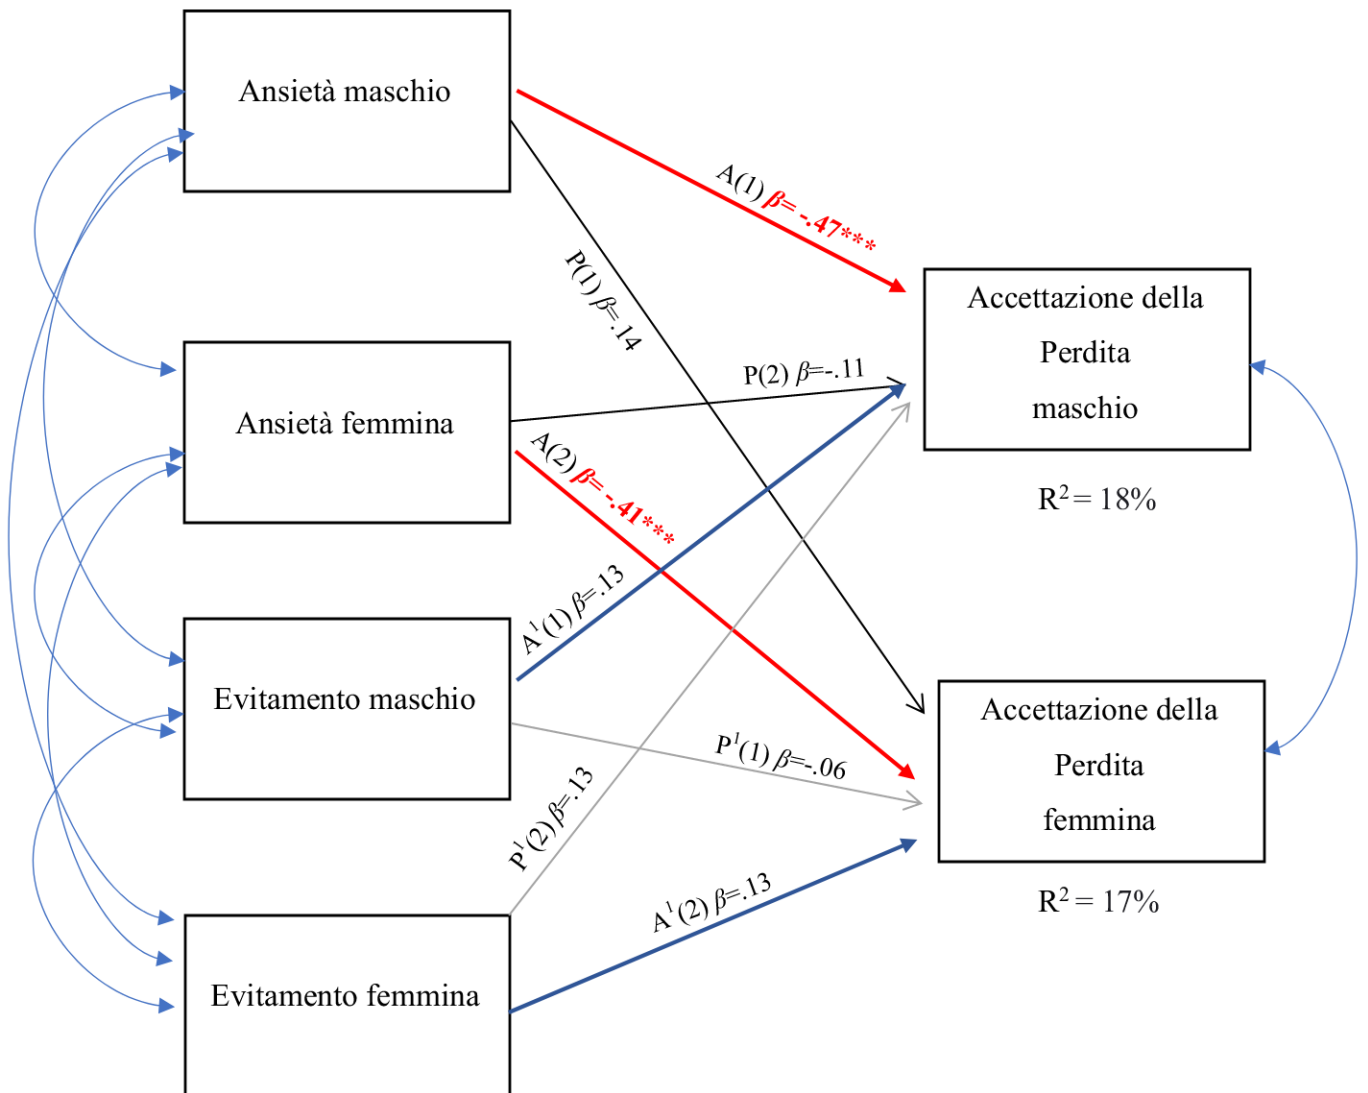 Ansietà maschio
A(1) β= -.47***
P(1) β=.14
Accettazione della
Perdita
maschio
R² = 18%
P(2) β=-.11
Ansietà femmina
A(2) β= -.41***
A¹(1) β=.13
Evitamento maschio
P¹(1) β=-.06
Accettazione della
Perdita
femmina
R² = 17%
P¹(2) β=.13
A¹(2) β=.13
Evitamento femmina